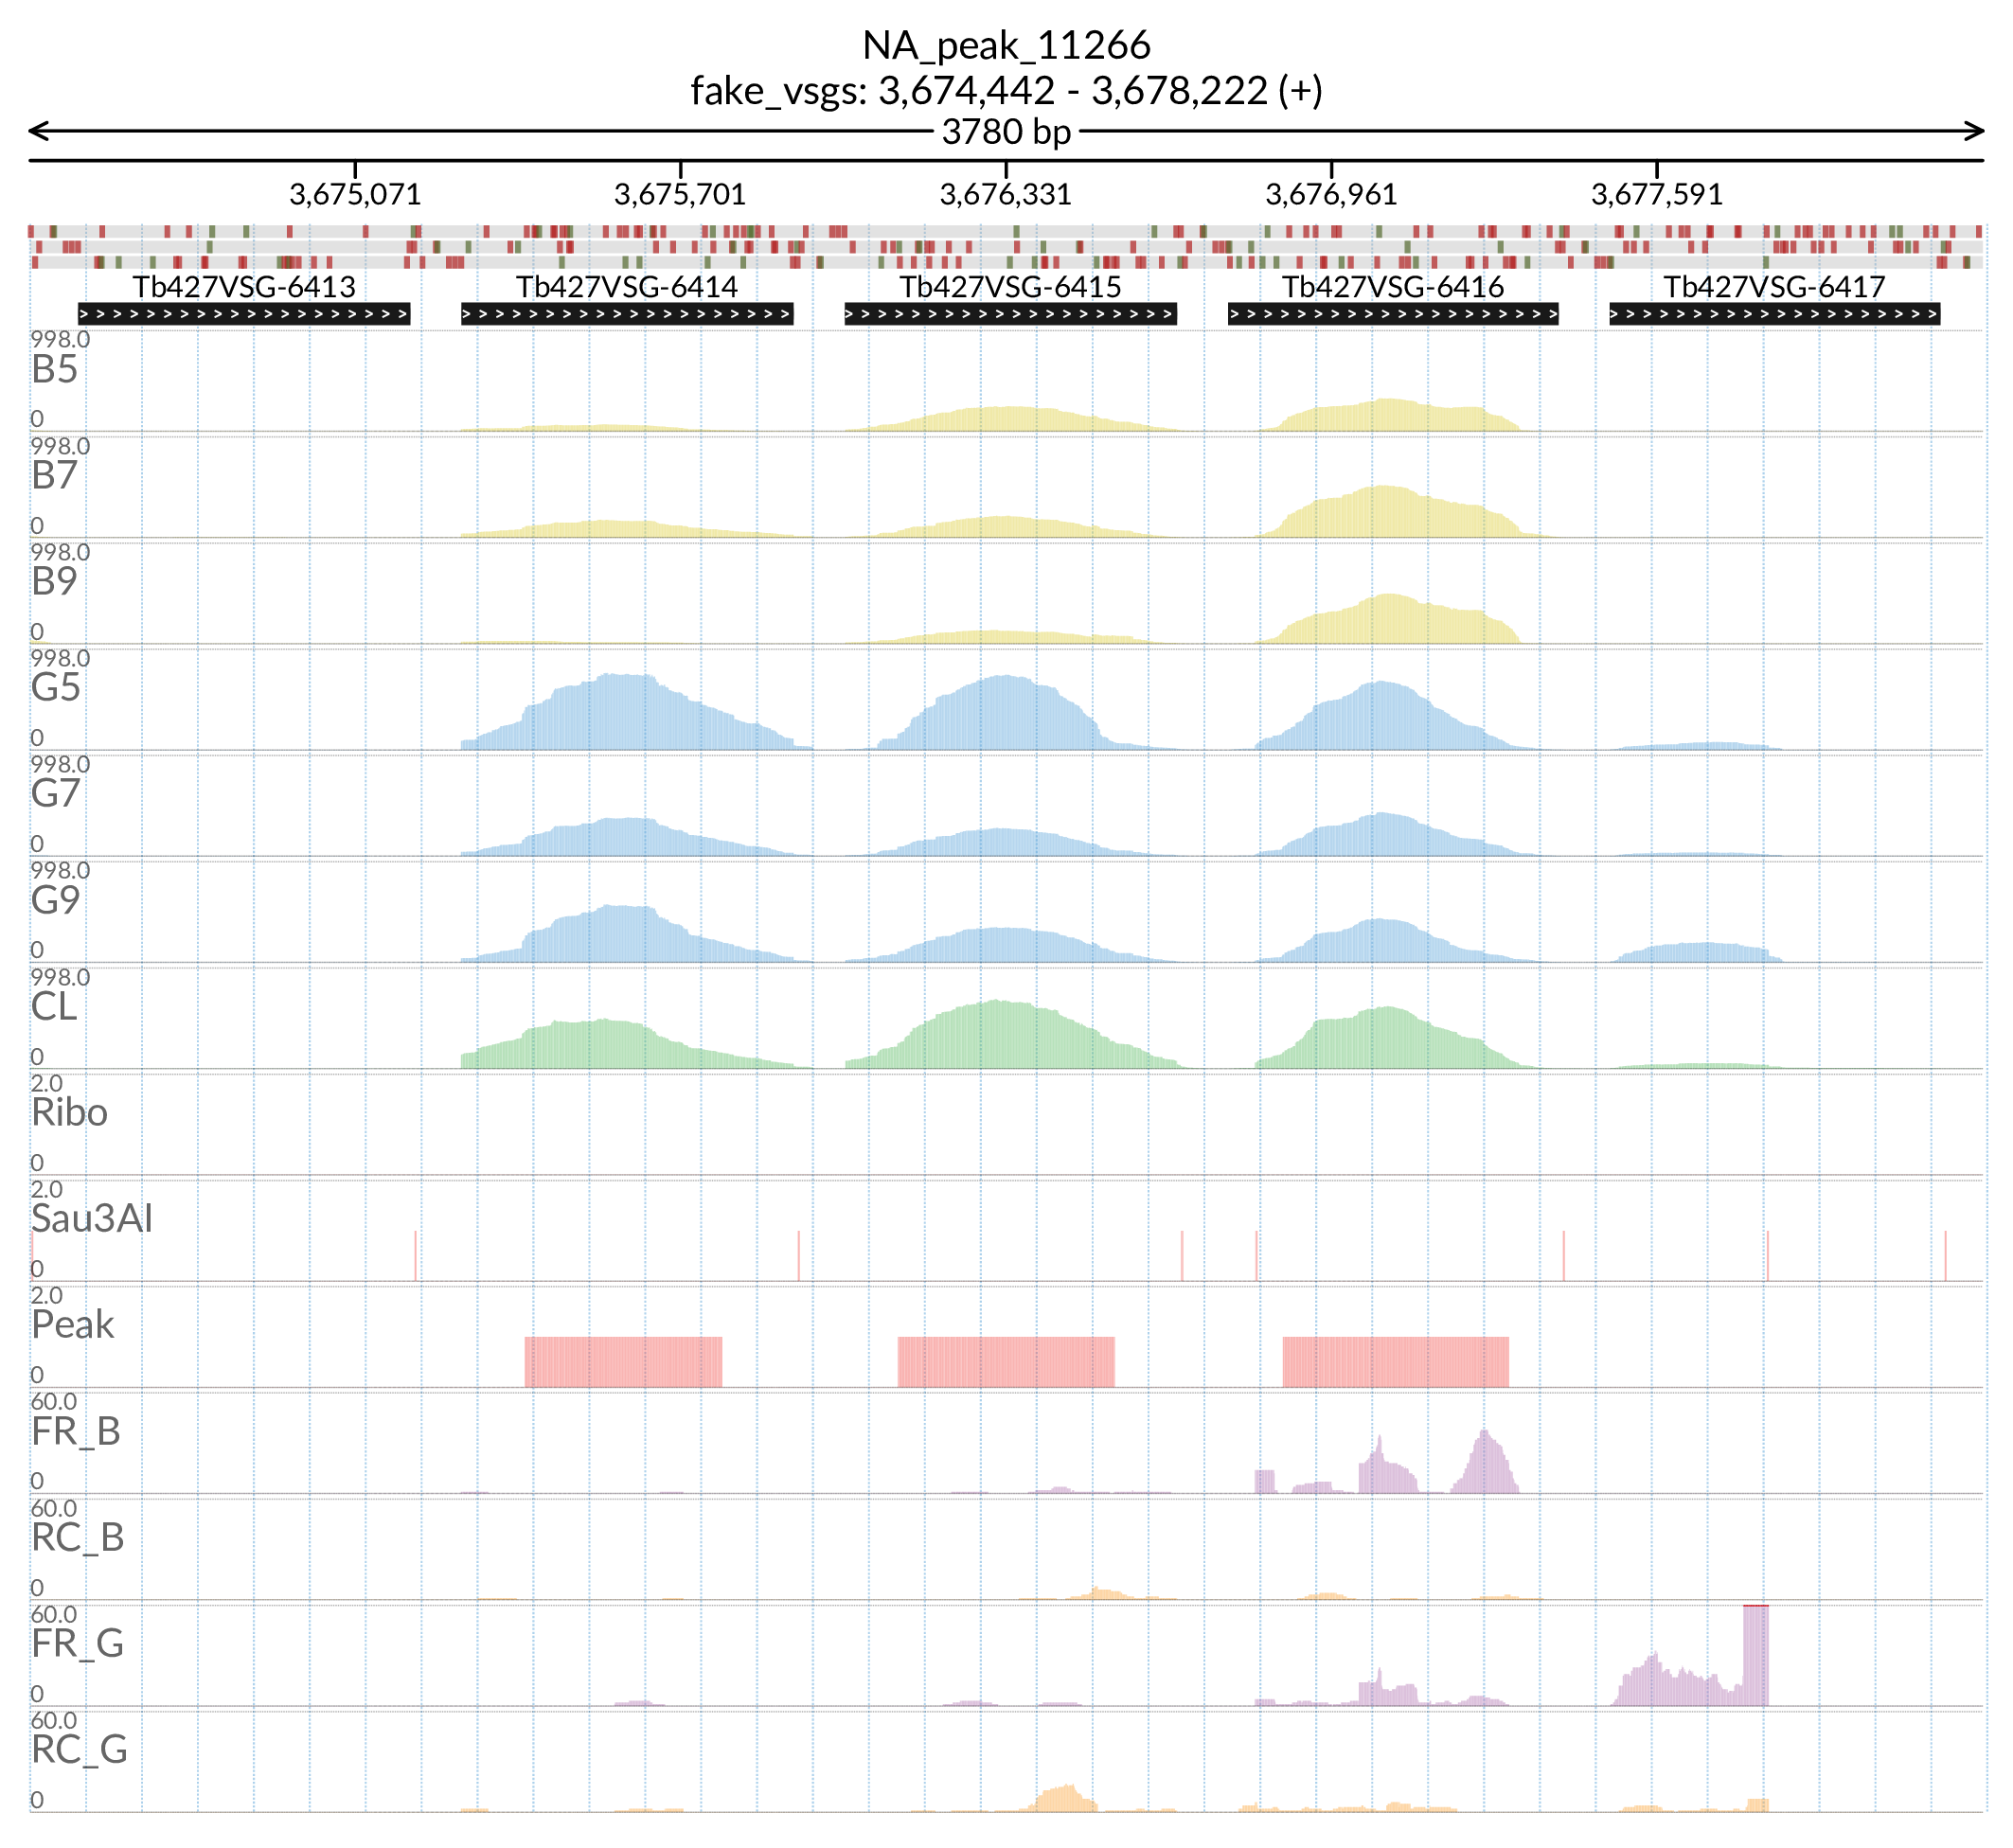 NA_peak_11266
fake_vsgs: 3,674,442 - 3,678,222 (+)
3780 bp
3,675,071 3,675,701 3,676,331 3,676,961 3,677,591
Tb427VSG-6413 Tb427VSG-6414 Tb427VSG-6415 Tb427VSG-6416 Tb427VSG-6417
998.0
B5
0
998.0
B7
0
998.0
B9
0
998.0
G5
0
998.0
G7
0
998.0
G9
0
998.0
CL
0
2.0
Ribo
0
2.0
Sau3AI
0
2.0
Peak
0
60.0
FR_B
0
60.0
RC_B
0
60.0
FR_G
0
60.0
RC_G
0